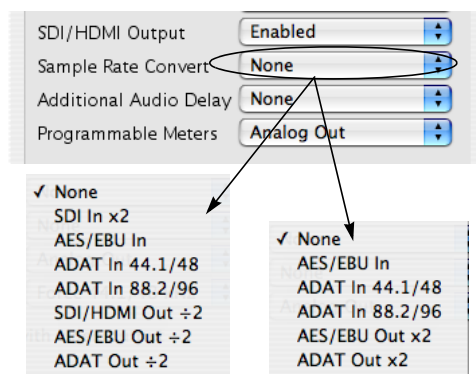 SDI/HDMI Output Enabled
Sample Rate Convert None
Additional Audio Delay None
Programmable Meters Analog Out
✓ None
SDI In x2
AES/EBU In
ADAT In 44.1/48
ADAT In 88.2/96
SDI/HDMI Out ÷2
AES/EBU Out ÷2
ADAT Out ÷2
✓ None
AES/EBU In
ADAT In 44.1/48
ADAT In 88.2/96
AES/EBU Out x2
ADAT Out x2